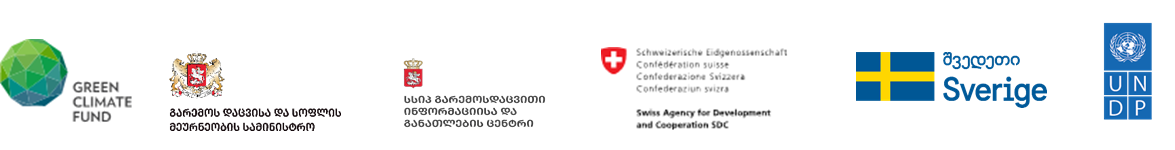 GREEN
CLIMATE
FUND
გარემოს დაცვისა და სოფლის
მეურნეობის სამინისტრო
სსიპ გარემოსდაცვითი
ინფორმაციისა და
განათლების ცენტრი
Schweizerische Eidgenossenschaft
Confédération suisse
Confederazione Svizzera
Confederaziun svizra
Swiss Agency for Development
and Cooperation SDC
შვედეთი
Sverige
U N
D P